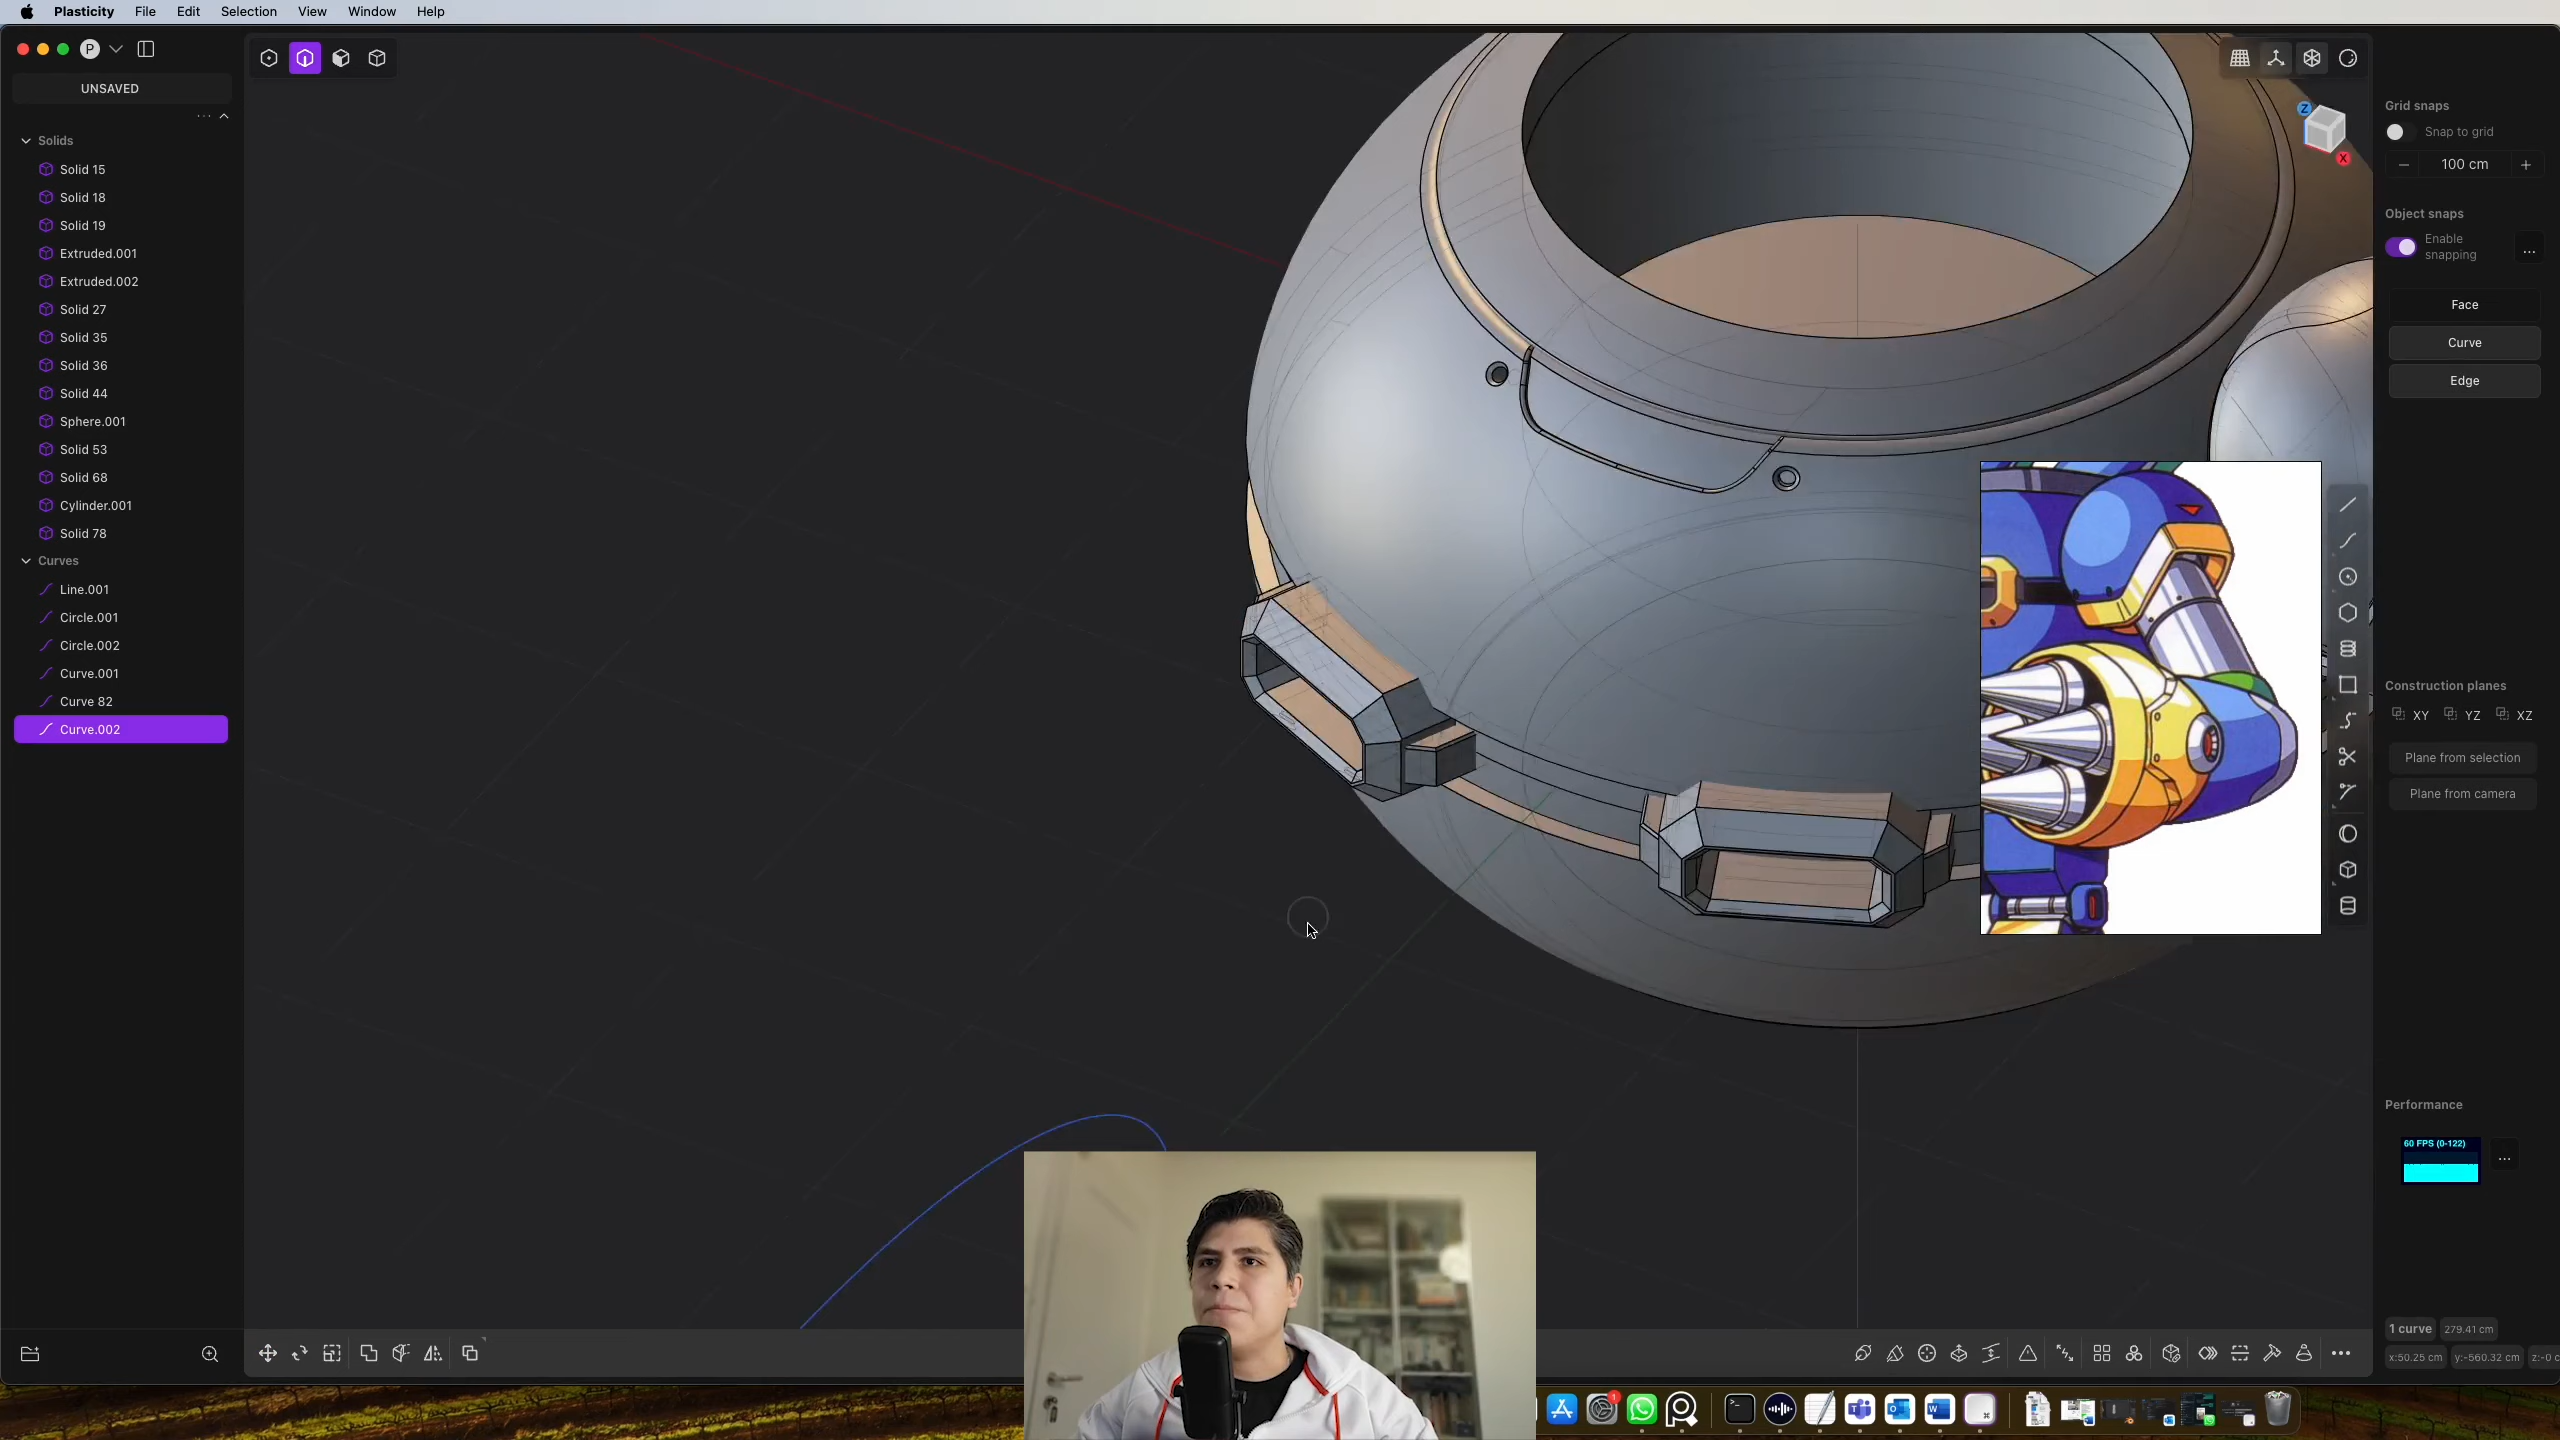 Plasticity File Edit Selection View Window Help
P
UNSAVED
Solids
Solid 15
Solid 18
Solid 19
Extruded.001
Extruded.002
Solid 27
Solid 35
Solid 36
Solid 44
Sphere.001
Solid 53
Solid 68
Cylinder.001
Solid 78
Curves
Line.001
Circle.001
Circle.002
Curve.001
Curve 82
Curve.002
Z
X
Grid snaps
Snap to grid
100 cm
Object snaps
Enable
snapping
Face
Curve
Edge
Construction planes
XY YZ XZ
Plane from selection
Plane from camera
Performance
60 FPS (0-122)
1 curve 279.41 cm
x:50.25 cm y:-560.32 cm z:-0 c
1